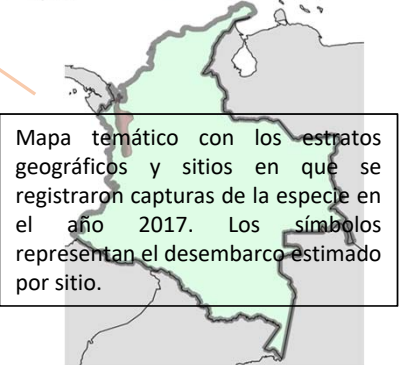 Mapa temático con los estratos
geográficos y sitios en que se
registraron capturas de la especie en
el año 2017. Los símbolos
representan el desembarco estimado
por sitio.